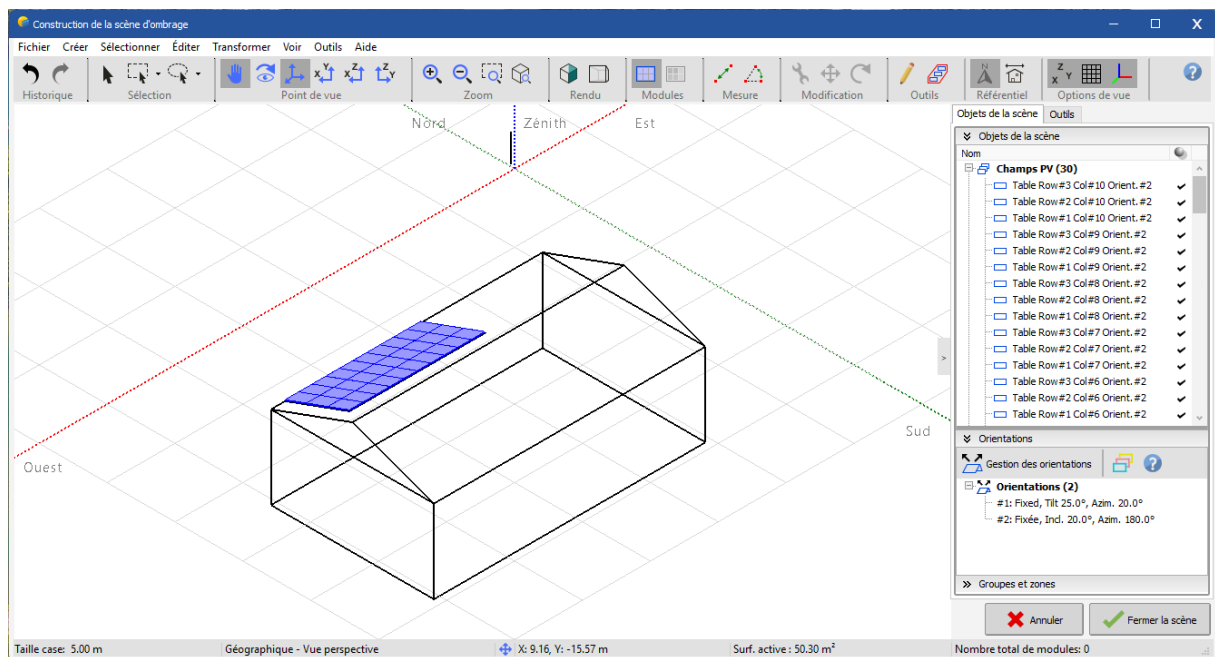 Construction de la scène d'ombrage
Fichier Créer Sélectionner Éditer Transformer Voir Outils Aide
Historique Sélection Point de vue Zoom Rendu Modules Mesure Modification Outils Référentiel Options de vue
Nord Zénith Est
Sud
Ouest
Objets de la scène Outils
Objets de la scène
Nom
Champs PV (30)
Table Row#3 Col#10 Orient. #2
Table Row#2 Col#10 Orient. #2
Table Row#1 Col#10 Orient. #2
Table Row#3 Col#9 Orient. #2
Table Row#2 Col#9 Orient. #2
Table Row#1 Col#9 Orient. #2
Table Row#3 Col#8 Orient. #2
Table Row#2 Col#8 Orient. #2
Table Row#1 Col#8 Orient. #2
Table Row#3 Col#7 Orient. #2
Table Row#2 Col#7 Orient. #2
Table Row#1 Col#7 Orient. #2
Table Row#3 Col#6 Orient. #2
Table Row#2 Col#6 Orient. #2
Table Row#1 Col#6 Orient. #2
Orientations
Gestion des orientations
Orientations (2)
#1: Fixed, Tilt 25.0°, Azim. 20.0°
#2: Fixée, Incl. 20.0°, Azim. 180.0°
Groupes et zones
Annuler Fermer la scène
Taille case: 5.00 m Géographique - Vue perspective X: 9.16, Y: -15.57 m Surf. active : 50.30 m² Nombre total de modules: 0